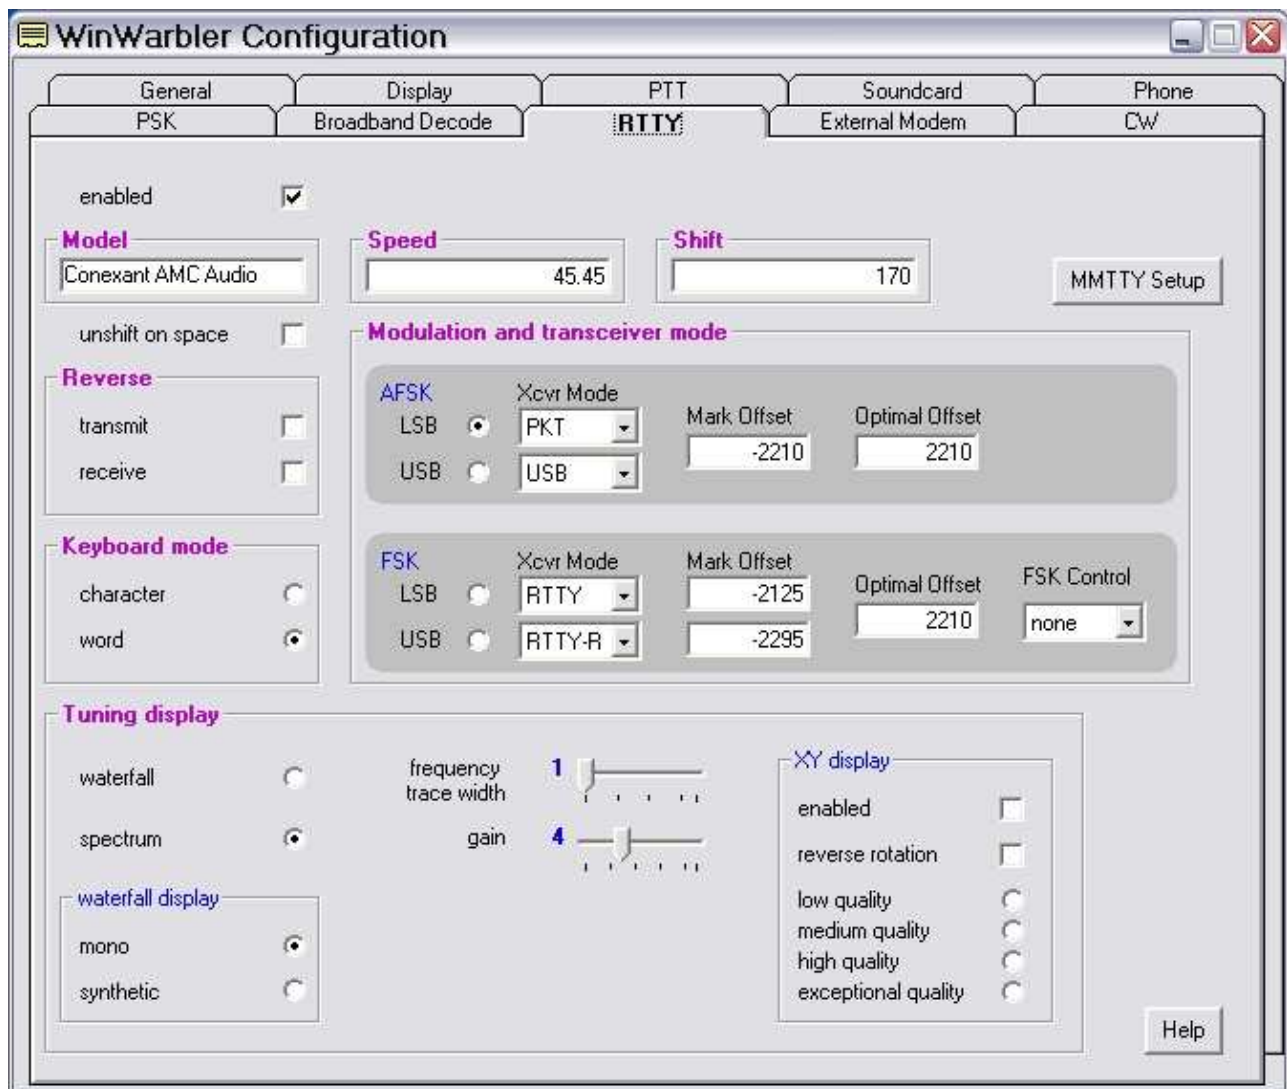 WinWarbler Configuration
General Display PTT Soundcard Phone
PSK Broadband Decode RTTY External Modem CW
enabled
Model Speed Shift
Conexant AMC Audio 45.45 170 MMTTY Setup
unshift on space
Modulation and transceiver mode
Reverse
transmit
receive
AFSK Xcvr Mode Mark Offset Optimal Offset
LSB PKT -2210 2210
USB USB
Keyboard mode
character
word
FSK Xcvr Mode Mark Offset Optimal Offset FSK Control
LSB RTTY -2125 2210 none
USB RTTY-R -2295
Tuning display
waterfall
spectrum
frequency
trace width 1
gain 4
waterfall display
mono
synthetic
XY display
enabled
reverse rotation
low quality
medium quality
high quality
exceptional quality
Help